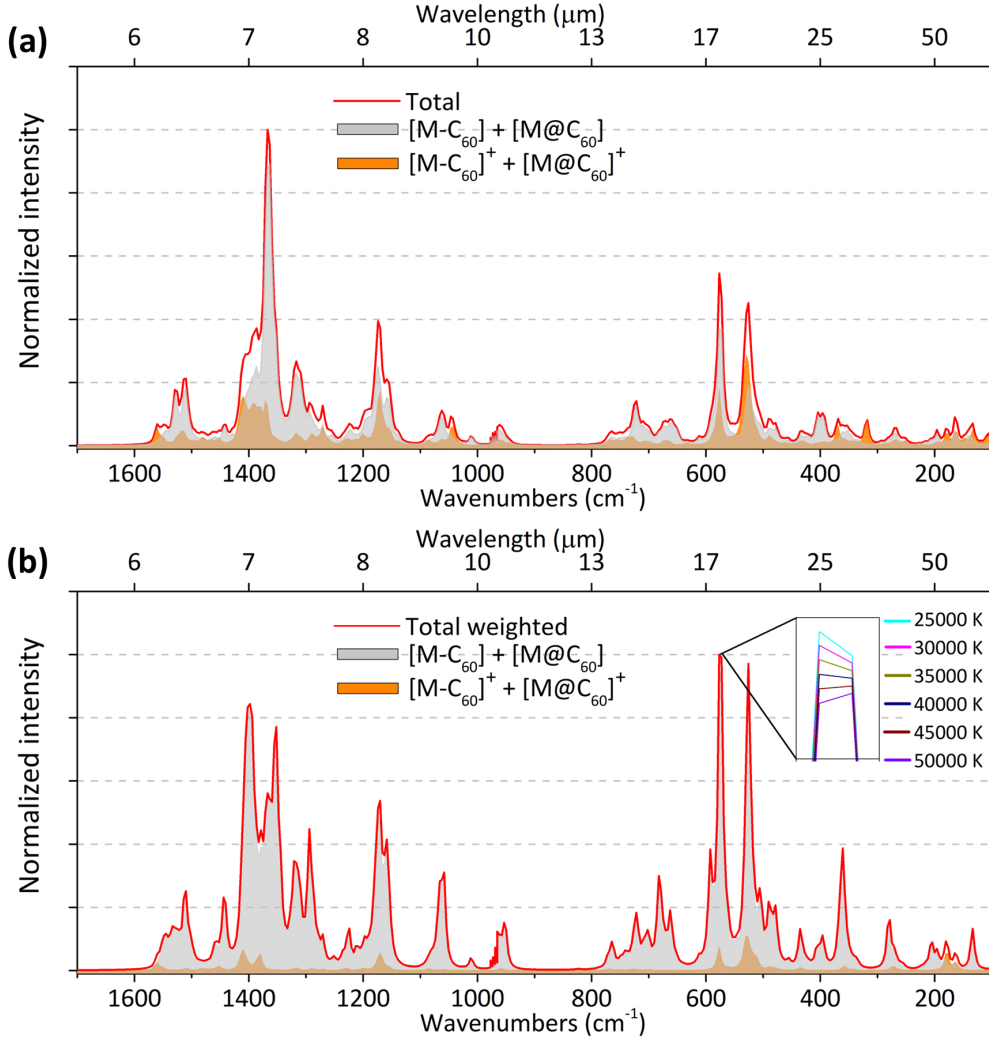 (a)
Wavelength (μm)
6 7 8 10 13 17 25 50
Normalized intensity
Total
[M-C60] + [M@C60]
[M-C60]+ + [M@C60]+
1600 1400 1200 1000 800 600 400 200
Wavenumbers (cm-1)
(b)
Wavelength (μm)
6 7 8 10 13 17 25 50
Normalized intensity
Total weighted
[M-C60] + [M@C60]
[M-C60]+ + [M@C60]+
25000 K
30000 K
35000 K
40000 K
45000 K
50000 K
1600 1400 1200 1000 800 600 400 200
Wavenumbers (cm-1)